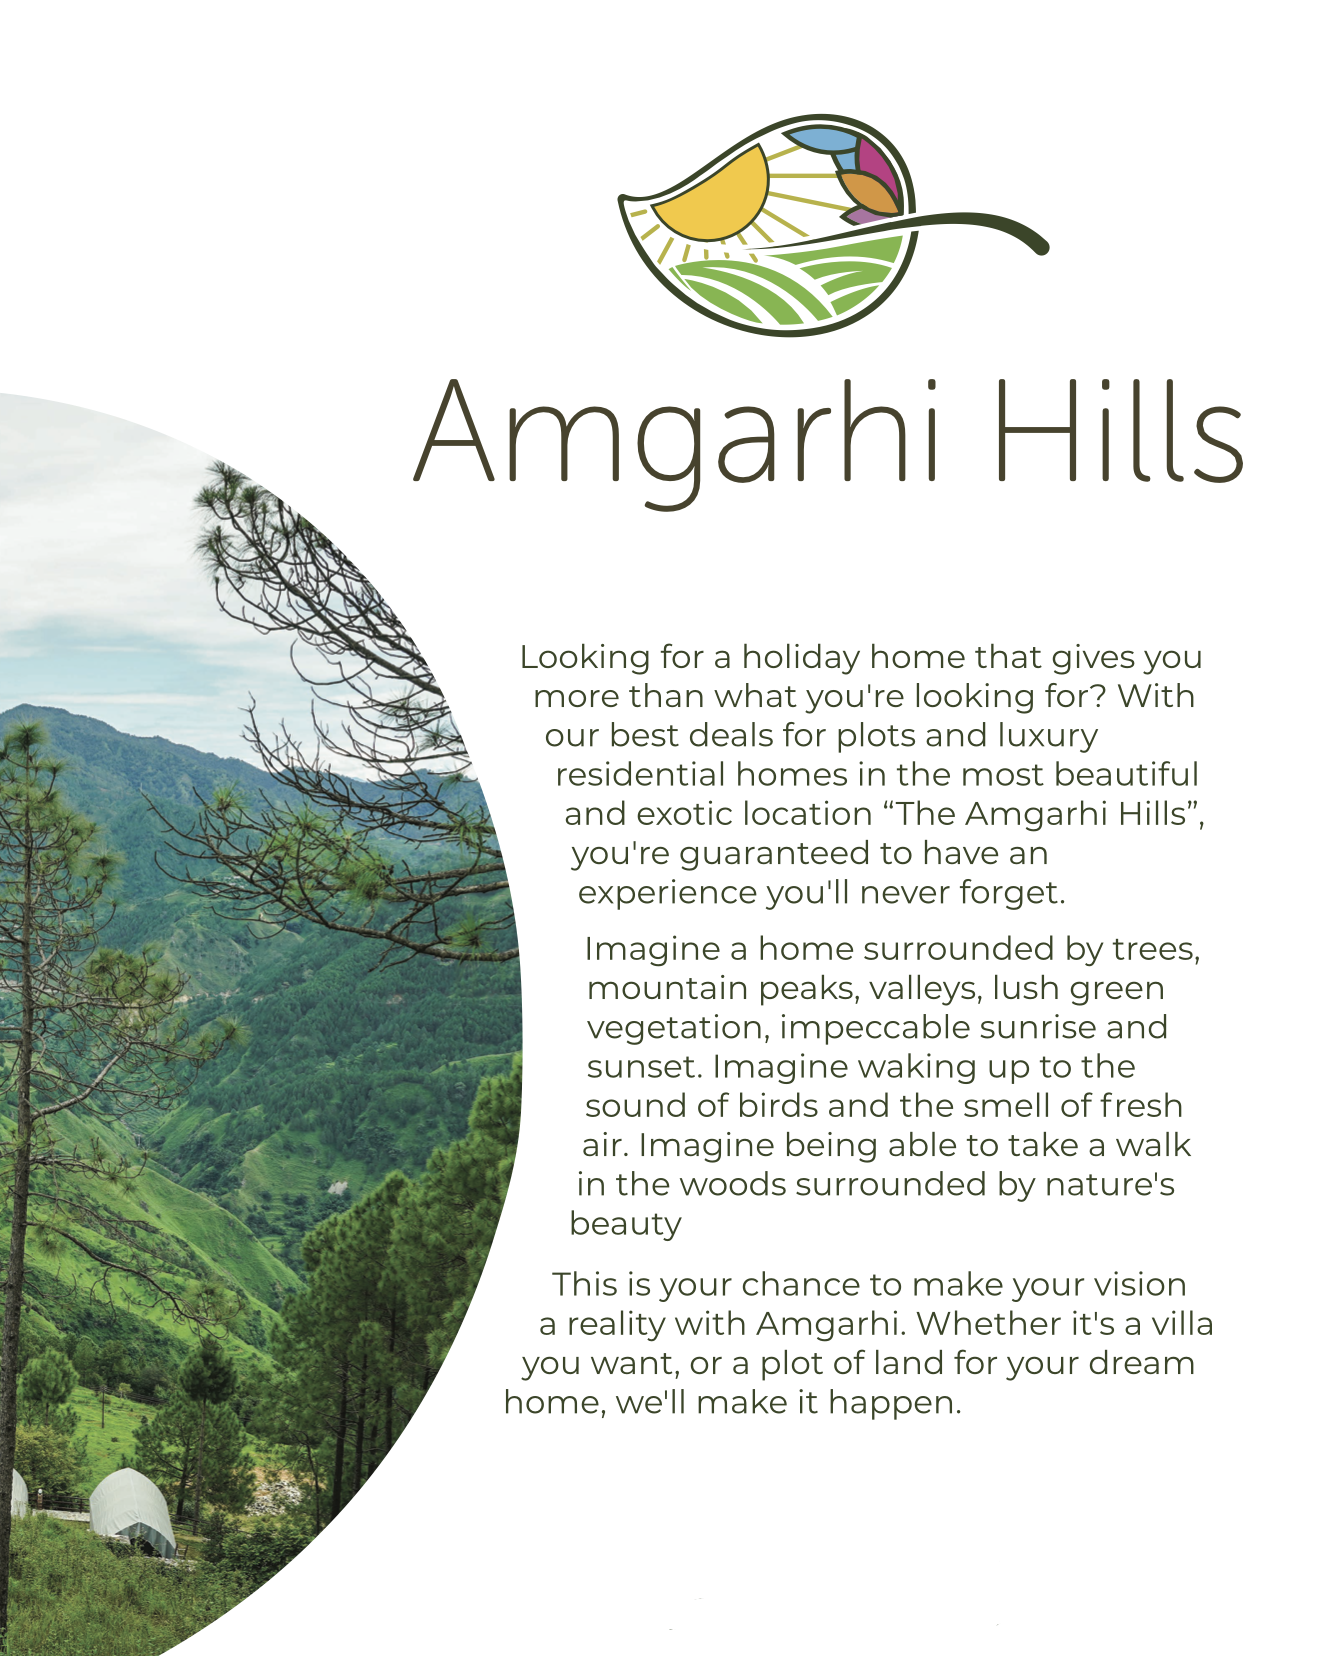 Amgarhi Hills
Looking for a holiday home that gives you
more than what you're looking for? With
our best deals for plots and luxury
residential homes in the most beautiful
and exotic location “The Amgarhi Hills”,
you're guaranteed to have an
experience you'll never forget.
Imagine a home surrounded by trees,
mountain peaks, valleys, lush green
vegetation, impeccable sunrise and
sunset. Imagine waking up to the
sound of birds and the smell of fresh
air. Imagine being able to take a walk
in the woods surrounded by nature's
beauty
This is your chance to make your vision
a reality with Amgarhi. Whether it's a villa
you want, or a plot of land for your dream
home, we'll make it happen.